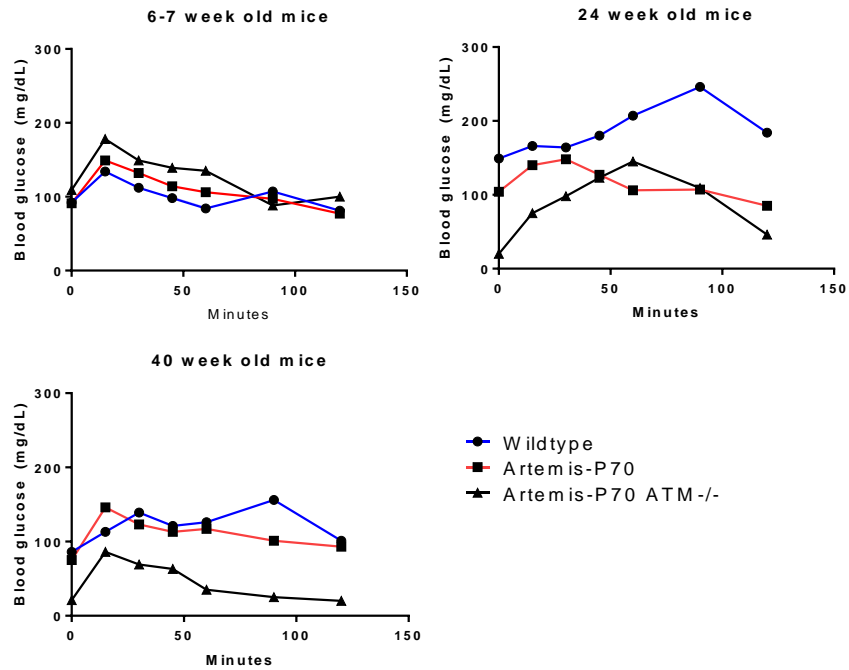 6-7 week old mice
300
200
100
0
0 50 100 150
Blood glucose (mg/dL)
Minutes
24 week old mice
300
200
100
0
0 50 100 150
Blood glucose (mg/dL)
Minutes
40 week old mice
300
200
100
0
0 50 100 150
Blood glucose (mg/dL)
Minutes
Wildtype
Artemis-P70
Artemis-P70 ATM-/-